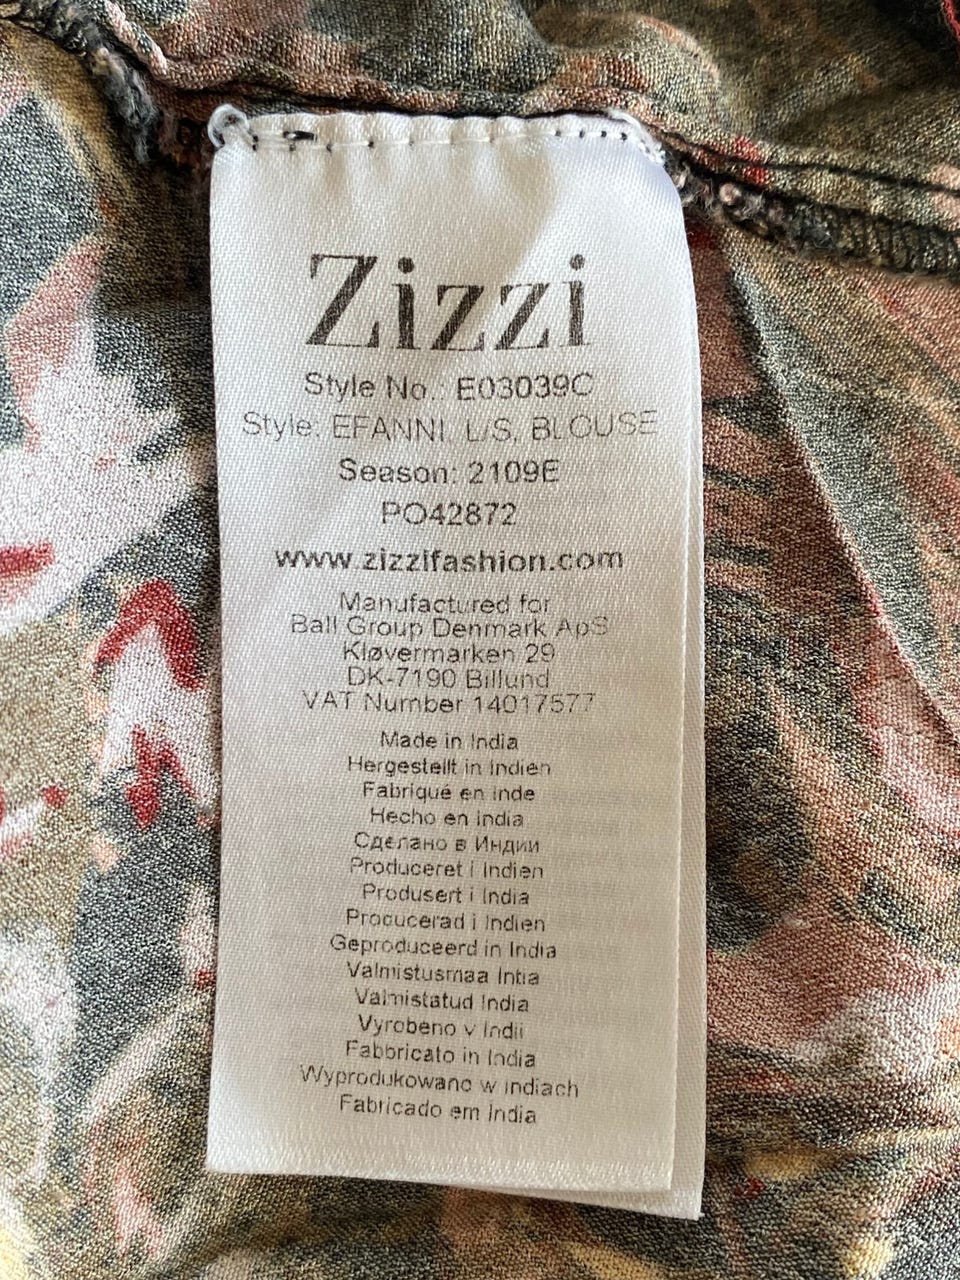 Zizzi
Style No.: E03039C
Style: EFANNI, L/S, BLOUSE
Season: 2109E
PO42872
www.zizzifashion.com
Manufactured for
Ball Group Denmark ApS
Kløvermarken 29
DK-7190 Billund
VAT Number 14017577
Made in India
Hergestellt in Indien
Fabriqué en inde
Hecho en India
Сделано в Индии
Produceret i Indien
Produsert i India
Producerad i Indien
Geproduceerd in India
Valmistusmaa Intia
Valmistatud India
Vyrobeno v Indii
Fabbricato in India
Wyprodukowano w indiach
Fabricado em India